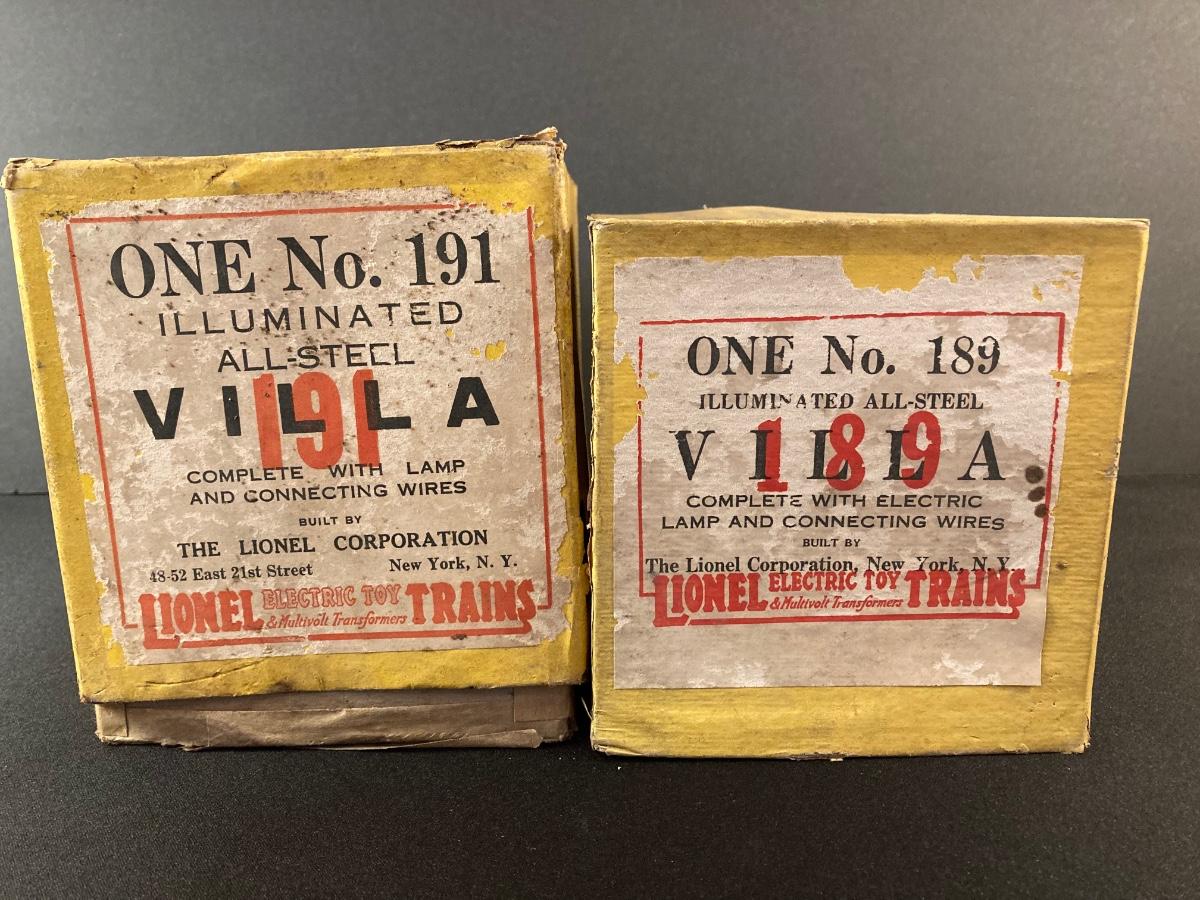 ONE No. 191
ILLUMINATED
ALL-STEEL
VILLA
191
COMPLETE WITH LAMP
AND CONNECTING WIRES
BUILT BY
THE LIONEL CORPORATION
48-52 East 21st Street New York, N. Y.
LIONEL ELECTRIC TOY TRAINS
& Multivolt Transformers
ONE No. 189
ILLUMINATED ALL-STEEL
VILLA
189
COMPLETE WITH ELECTRIC
LAMP AND CONNECTING WIRES
BUILT BY
The Lionel Corporation, New York, N. Y.
LIONEL ELECTRIC TOY TRAINS
& Multivolt Transformers